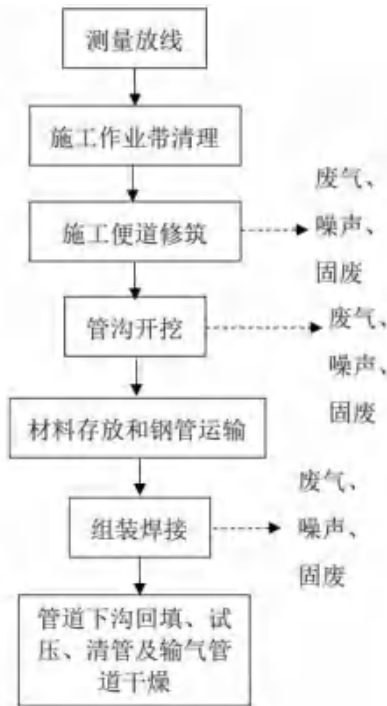 测量放线
施工作业带清理
施工便道修筑
废气、
噪声、
固废
管沟开挖
废气、
噪声、
固废
材料存放和钢管运输
组装焊接
废气、
噪声、
固废
管道下沟回填、试
压、清管及输气管
道干燥